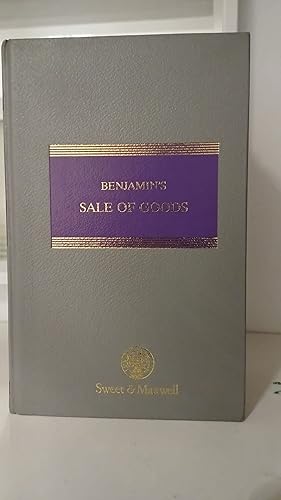 BENJAMIN'S
SALE OF GOODS
Sweet & Maxwell